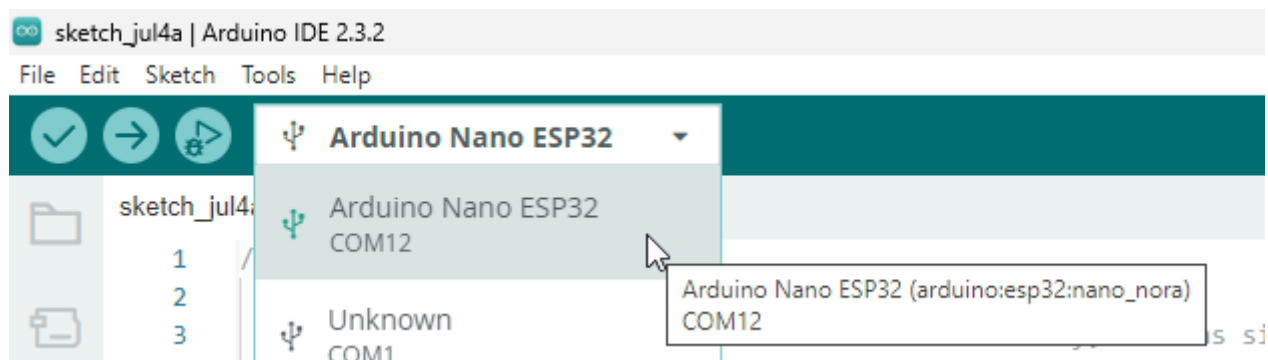 sketch_jul4a | Arduino IDE 2.3.2
File Edit Sketch Tools Help
Arduino Nano ESP32
sketch_jul4a
Arduino Nano ESP32
COM12
1 /
2
3
Arduino Nano ESP32 (arduino:esp32:nano_nora)
COM12
Unknown
COM1